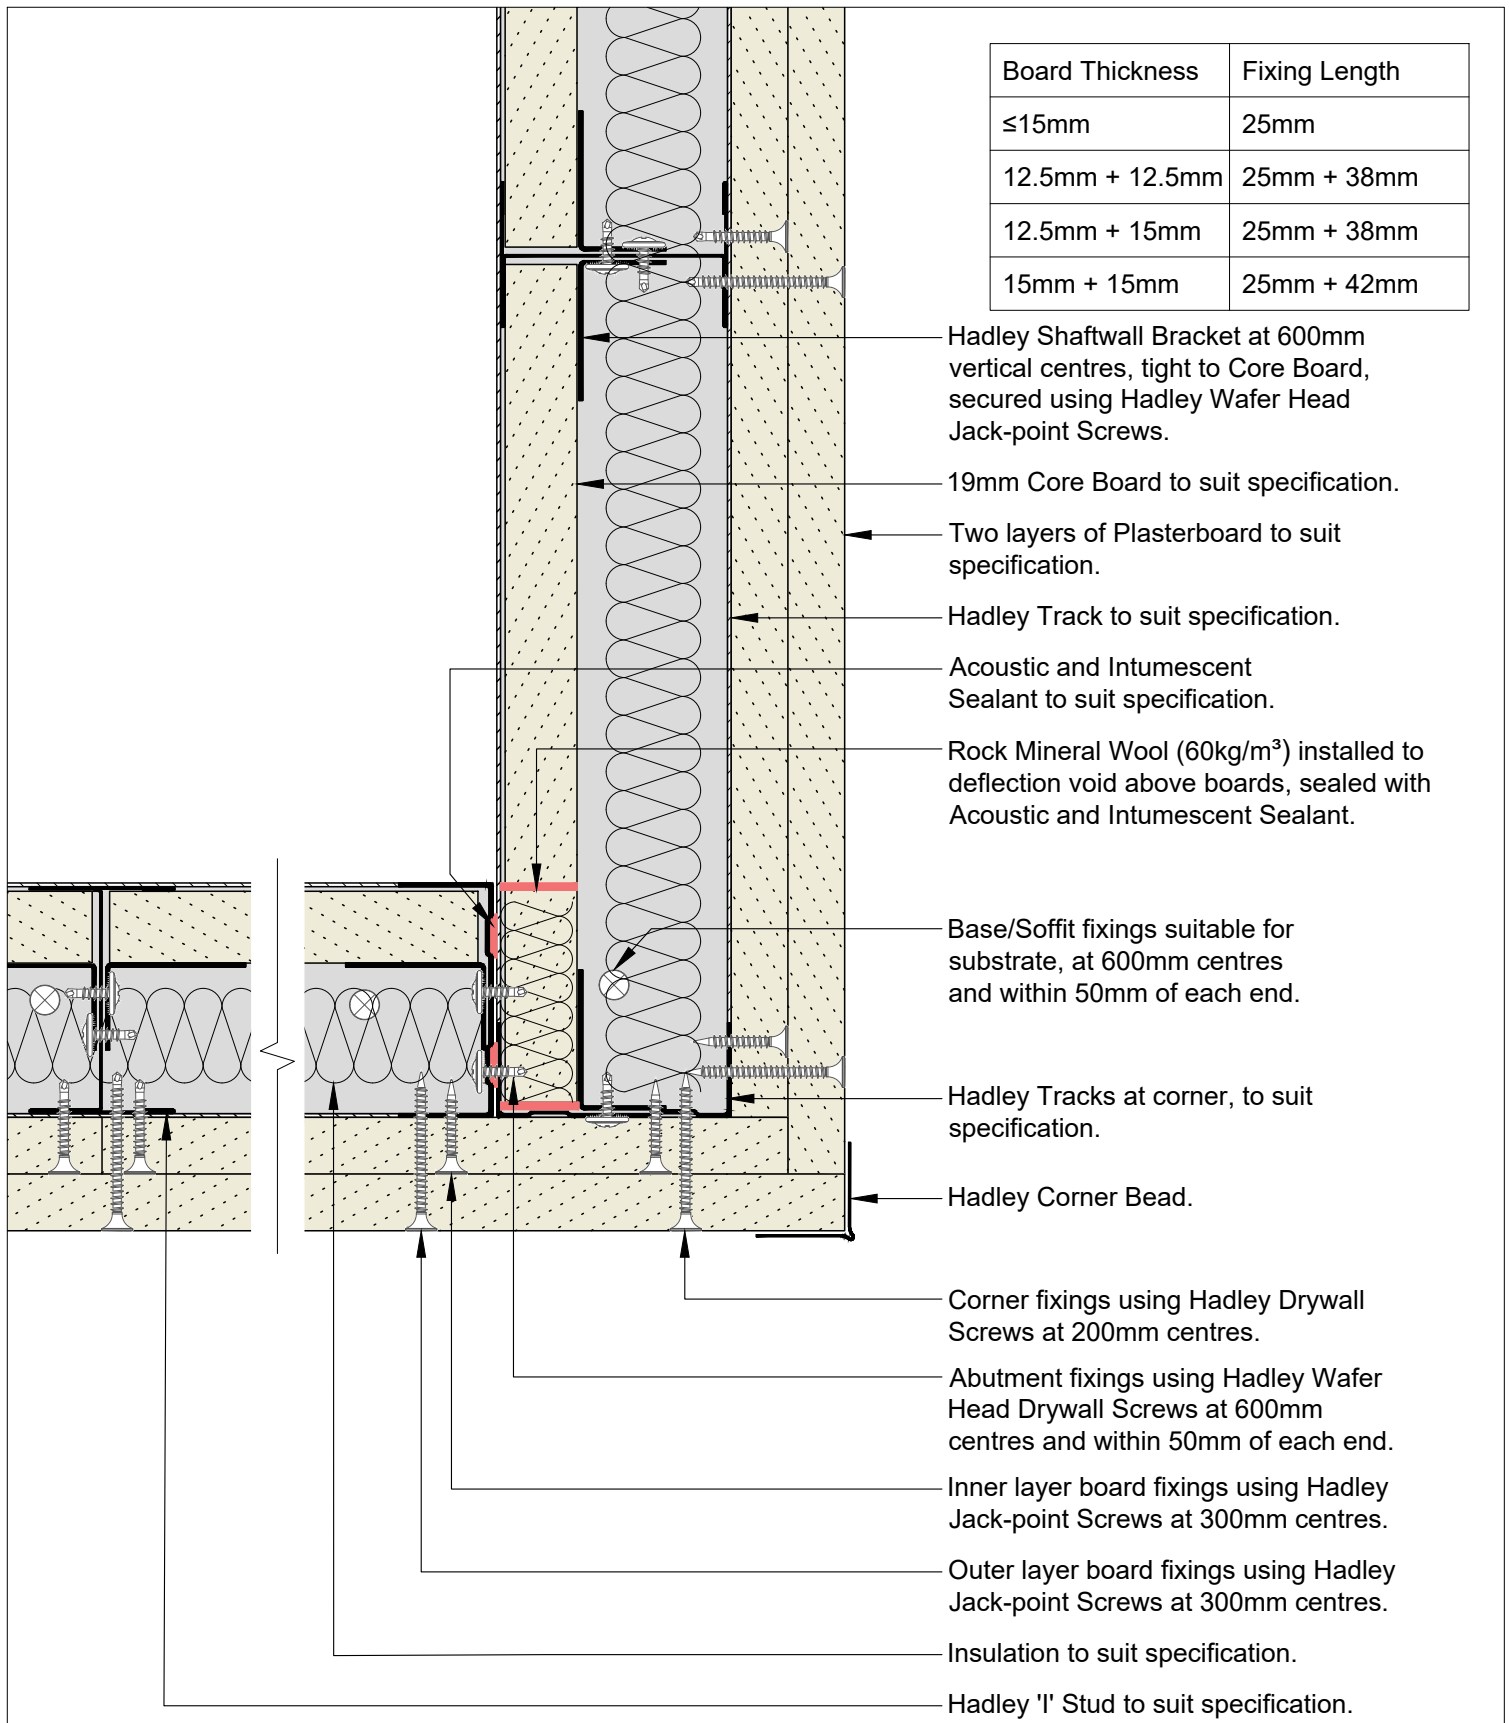 Board Thickness Fixing Length
≤15mm 25mm
12.5mm + 12.5mm 25mm + 38mm
12.5mm + 15mm 25mm + 38mm
15mm + 15mm 25mm + 42mm
Hadley Shaftwall Bracket at 600mm
vertical centres, tight to Core Board,
secured using Hadley Wafer Head
Jack-point Screws.
19mm Core Board to suit specification.
Two layers of Plasterboard to suit
specification.
Hadley Track to suit specification.
Acoustic and Intumescent
Sealant to suit specification.
Rock Mineral Wool (60kg/m³) installed to
deflection void above boards, sealed with
Acoustic and Intumescent Sealant.
Base/Soffit fixings suitable for
substrate, at 600mm centres
and within 50mm of each end.
Hadley Tracks at corner, to suit
specification.
Hadley Corner Bead.
Corner fixings using Hadley Drywall
Screws at 200mm centres.
Abutment fixings using Hadley Wafer
Head Drywall Screws at 600mm
centres and within 50mm of each end.
Inner layer board fixings using Hadley
Jack-point Screws at 300mm centres.
Outer layer board fixings using Hadley
Jack-point Screws at 300mm centres.
Insulation to suit specification.
Hadley 'I' Stud to suit specification.